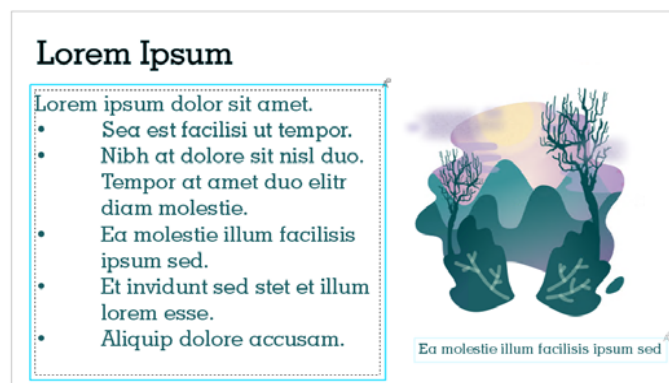 Lorem Ipsum
Lorem ipsum dolor sit amet.
• Sea est facilisi ut tempor.
• Nibh at dolore sit nisl duo.
Tempor at amet duo elitr
diam molestie.
• Ea molestie illum facilisis
ipsum sed.
• Et invidunt sed stet et illum
lorem esse.
• Aliquip dolore accusam.
Ea molestie illum facilisis ipsum sed